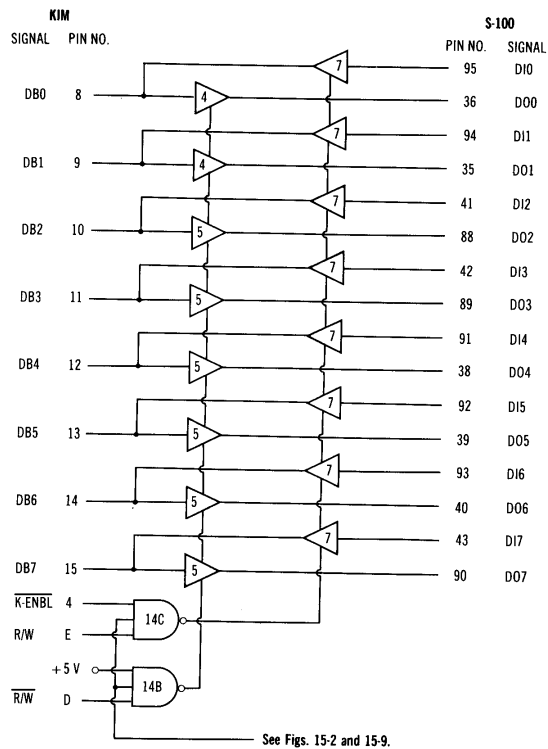 KIM
S-100
SIGNAL PIN NO.
PIN NO. SIGNAL
7 95 DI0
DB0 8 4 36 DO0
7 94 DI1
DB1 9 4 35 DO1
7 41 DI2
DB2 10 5 88 DO2
7 42 DI3
DB3 11 5 89 DO3
7 91 DI4
DB4 12 5 38 DO4
7 92 DI5
DB5 13 5 39 DO5
7 93 DI6
DB6 14 5 40 DO6
7 43 DI7
DB7 15 5 90 DO7
K-ENBL 4
14C
R/W E
+5 V
14B
R/W D
See Figs. 15-2 and 15-9.